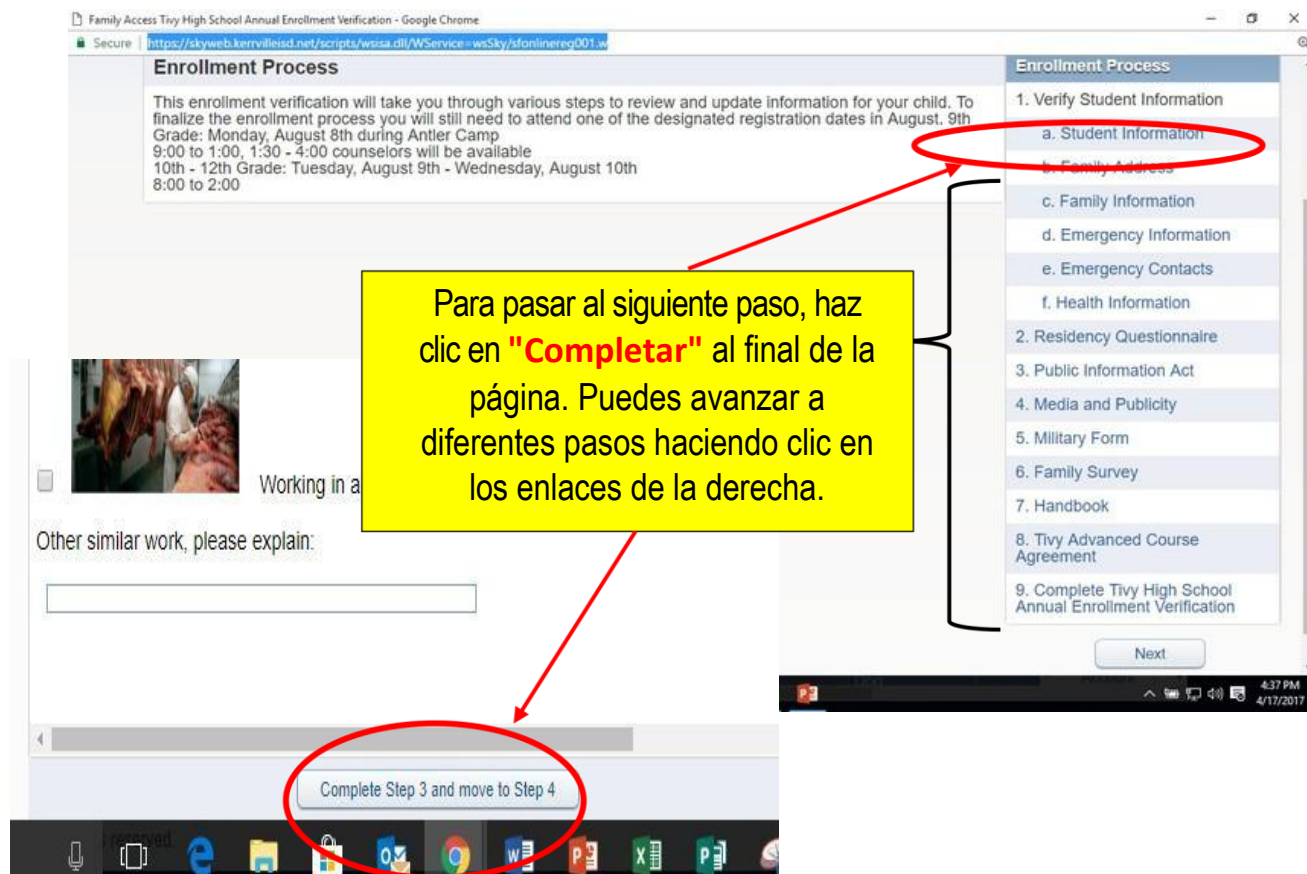 Family Access Tivy High School Annual Enrollment Verification - Google Chrome
Secure
https://skyweb.kerrvilleisd.net/scripts/wsisa.dll/WService=wsSky/sfonlinereg001.w
Enrollment Process
This enrollment verification will take you through various steps to review and update information for your child. To
finalize the enrollment process you will still need to attend one of the designated registration dates in August. 9th
Grade: Monday, August 8th during Antler Camp
9:00 to 1:00, 1:30 - 4:00 counselors will be available
10th - 12th Grade: Tuesday, August 9th - Wednesday, August 10th
8:00 to 2:00
Enrollment Process
1. Verify Student Information
a. Student Information
b. Family Address
c. Family Information
d. Emergency Information
e. Emergency Contacts
f. Health Information
2. Residency Questionnaire
3. Public Information Act
4. Media and Publicity
5. Military Form
6. Family Survey
7. Handbook
8. Tivy Advanced Course
Agreement
9. Complete Tivy High School
Annual Enrollment Verification
Next
4:37 PM
4/17/2017
Para pasar al siguiente paso, haz
clic en "Completar" al final de la
página. Puedes avanzar a
diferentes pasos haciendo clic en
los enlaces de la derecha.
Working in a
Other similar work, please explain:
Complete Step 3 and move to Step 4
reserved.